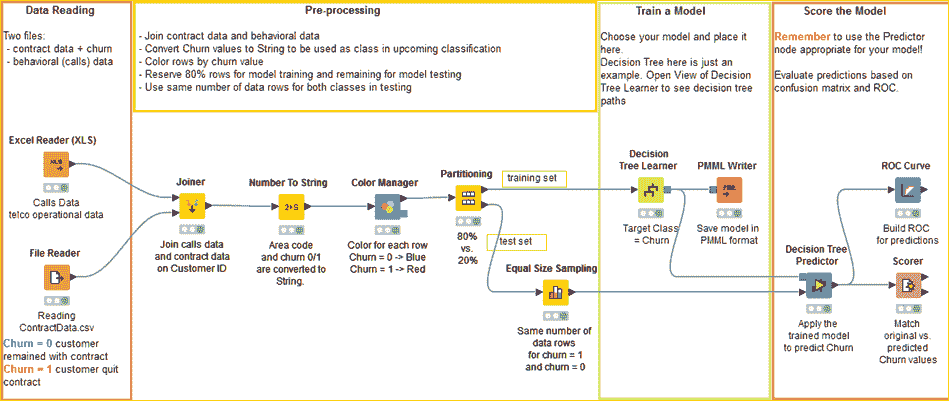 Data Reading
Two files:
- contract data + churn
- behavioral (calls) data
Pre-processing
- Join contract data and behavioral data
- Convert Churn values to String to be used as class in upcoming classification
- Color rows by churn value
- Reserve 80% rows for model training and remaining for model testing
- Use same number of data rows for both classes in testing
Train a Model
Choose your model and place it
here.
Decision Tree here is just an
example. Open View of Decision
Tree Learner to see decision tree
paths
Score the Model
Remember to use the Predictor
node appropriate for your model!
Evaluate predictions based on
confusion matrix and ROC.
Excel Reader (XLS)
XLS
Calls Data
telco operational data
File Reader
Reading
ContractData.csv
Churn = 0 customer
remained with contract
Churn = 1 customer quit
contract
Joiner
Join calls data
and contract data
on Customer ID
Number To String
2‣S
Area code
and churn 0/1
are converted to
String.
Color Manager
Color for each row
Churn = 0 -> Blue
Churn = 1 -> Red
Partitioning
80%
vs.
20%
training set
test set
Equal Size Sampling
Same number of
data rows
for churn = 1
and churn = 0
Decision
Tree Learner
Target Class
= Churn
PMML Writer
PMML
Save model in
PMML format
Decision Tree
Predictor
Apply the
trained model
to predict Churn
ROC Curve
Build ROC
for predictions
Scorer
Match
original vs.
predicted
Churn values